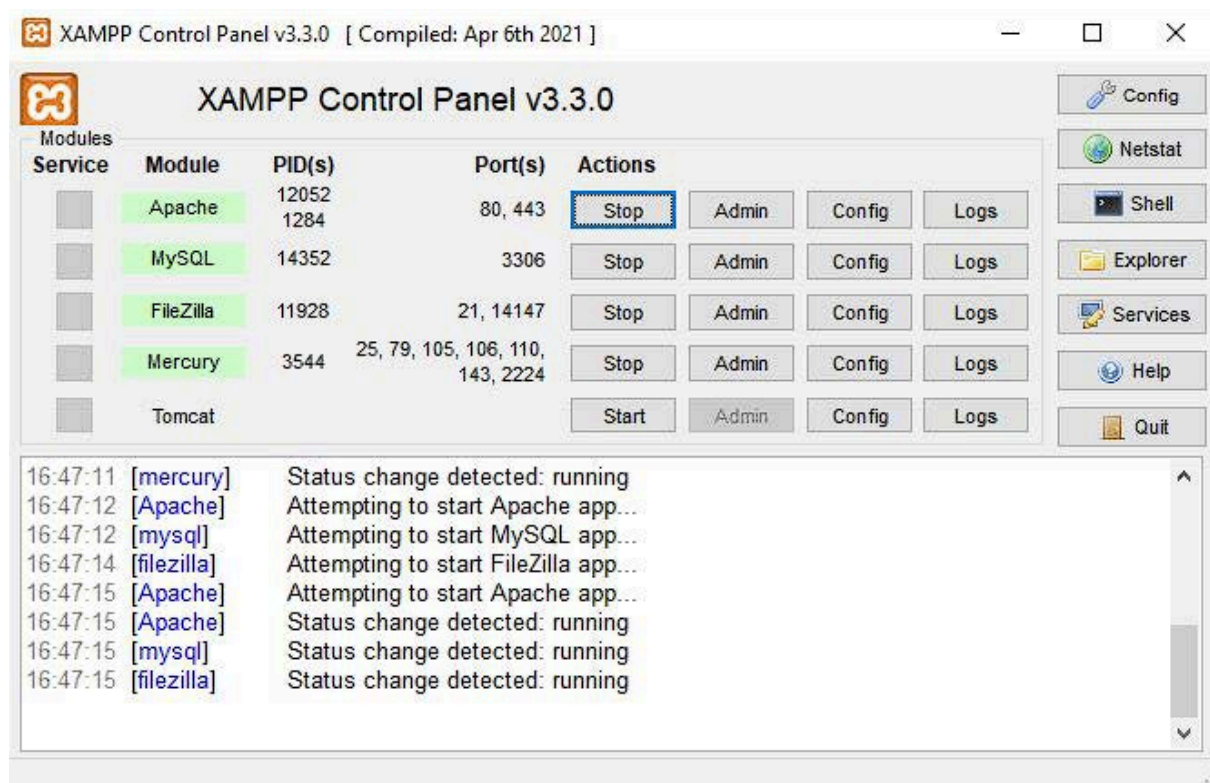 XAMPP Control Panel v3.3.0 [ Compiled: Apr 6th 2021 ]
XAMPP Control Panel v3.3.0
Config
Netstat
Shell
Explorer
Services
Help
Quit
Modules
Service Module PID(s) Port(s) Actions
Apache 12052 1284 80, 443 Stop Admin Config Logs
MySQL 14352 3306 Stop Admin Config Logs
FileZilla 11928 21, 14147 Stop Admin Config Logs
Mercury 3544 25, 79, 105, 106, 110, 143, 2224 Stop Admin Config Logs
Tomcat Start Admin Config Logs
16:47:11 [mercury] Status change detected: running
16:47:12 [Apache] Attempting to start Apache app...
16:47:12 [mysql] Attempting to start MySQL app...
16:47:14 [filezilla] Attempting to start FileZilla app...
16:47:15 [Apache] Attempting to start Apache app...
16:47:15 [Apache] Status change detected: running
16:47:15 [mysql] Status change detected: running
16:47:15 [filezilla] Status change detected: running